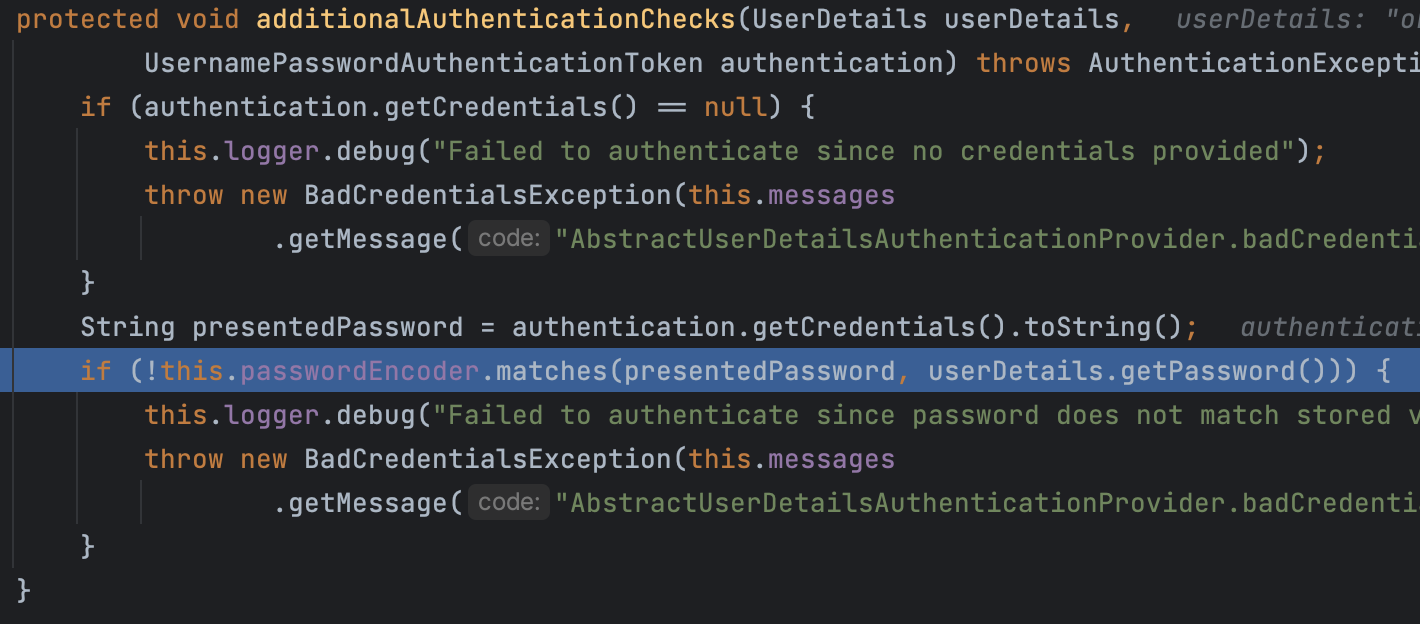 protected void additionalAuthenticationChecks(UserDetails userDetails,   userDetails: "o
        UsernamePasswordAuthenticationToken authentication) throws AuthenticationExcepti
    if (authentication.getCredentials() == null) {
        this.logger.debug("Failed to authenticate since no credentials provided");
        throw new BadCredentialsException(this.messages
                .getMessage( code: "AbstractUserDetailsAuthenticationProvider.badCredenti
    }
    String presentedPassword = authentication.getCredentials().toString();   authenticati
    if (!this.passwordEncoder.matches(presentedPassword, userDetails.getPassword())) {
        this.logger.debug("Failed to authenticate since password does not match stored v
        throw new BadCredentialsException(this.messages
                .getMessage( code: "AbstractUserDetailsAuthenticationProvider.badCredenti
    }
}